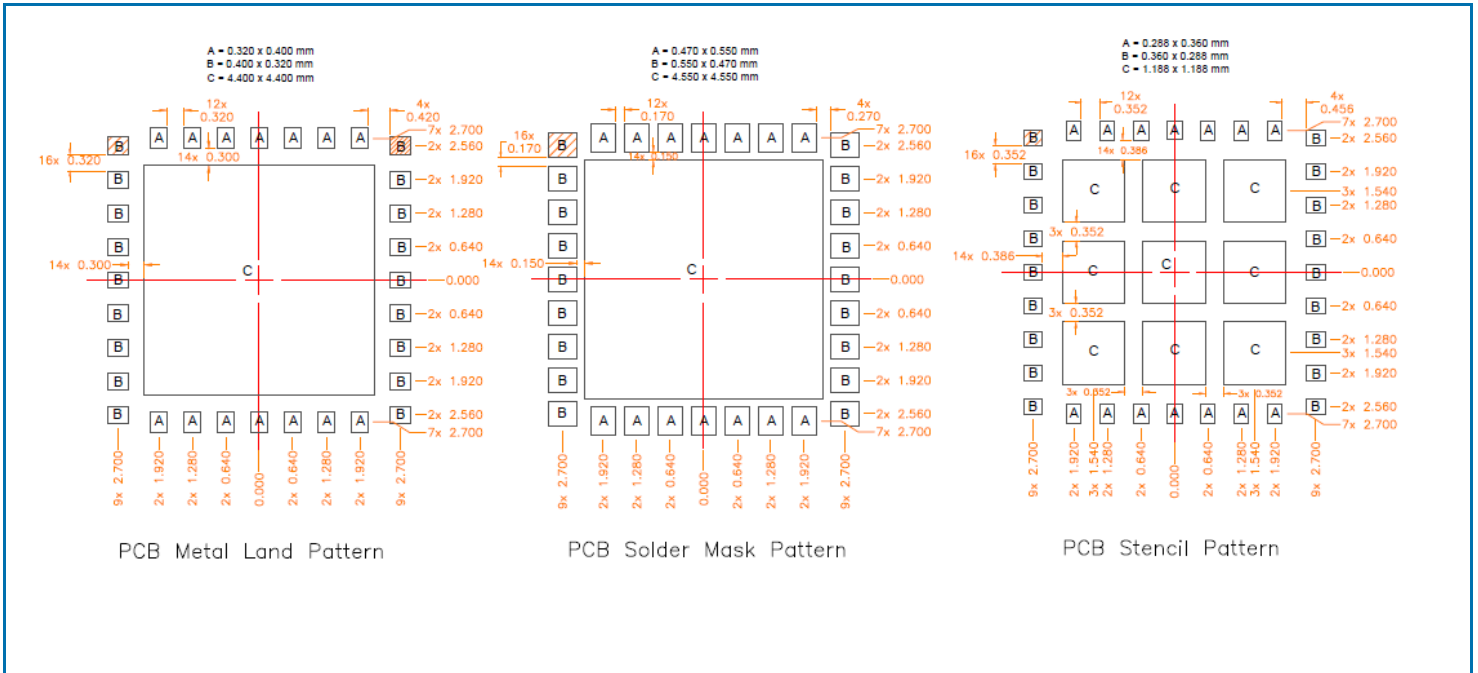 A = 0.320 x 0.400 mm
B = 0.400 x 0.320 mm
C = 4.400 x 4.400 mm
12x
0.320
4x
0.420
A A A A A A A
7x 2.700
B B
2x 2.560
16x 0.320
14x 0.300
B B
2x 1.920
B B
2x 1.280
B B
2x 0.640
14x 0.300
C
B B
0.000
B B
2x 0.640
B B
2x 1.280
B B
2x 1.920
B B
2x 2.560
A A A A A A A
7x 2.700
9x 2.700
2x 1.920
2x 1.280
2x 0.640
0.000
2x 0.640
2x 1.280
2x 1.920
9x 2.700
PCB Metal Land Pattern
A = 0.470 x 0.550 mm
B = 0.550 x 0.470 mm
C = 4.550 x 4.550 mm
12x
0.170
4x
0.270
A A A A A A A
7x 2.700
16x
0.170
B B
2x 2.560
14x 0.150
B B
2x 1.920
B B
2x 1.280
B B
2x 0.640
14x 0.150
C
B B
0.000
B B
2x 0.640
B B
2x 1.280
B B
2x 1.920
B B
2x 2.560
A A A A A A A
7x 2.700
9x 2.700
2x 1.920
2x 1.280
2x 0.640
0.000
2x 0.640
2x 1.280
2x 1.920
9x 2.700
PCB Solder Mask Pattern
A = 0.288 x 0.360 mm
B = 0.360 x 0.288 mm
C = 1.188 x 1.188 mm
12x
0.352
4x
0.456
A A A A A A A
7x 2.700
B B
2x 2.560
16x 0.352
14x 0.386
B B
2x 1.920
C C C
3x 1.540
B B
2x 1.280
3x 0.352
B B
2x 0.640
14x 0.386
B C C C B
0.000
3x 0.352
B B
2x 0.640
B B
2x 1.280
C C C
3x 1.540
B B
2x 1.920
3x 0.352
3x 0.352
B B
2x 2.560
A A A A A A A
7x 2.700
9x 2.700
2x 1.920
3x 1.540
2x 1.280
2x 0.640
0.000
2x 0.640
2x 1.280
3x 1.540
2x 1.920
9x 2.700
PCB Stencil Pattern